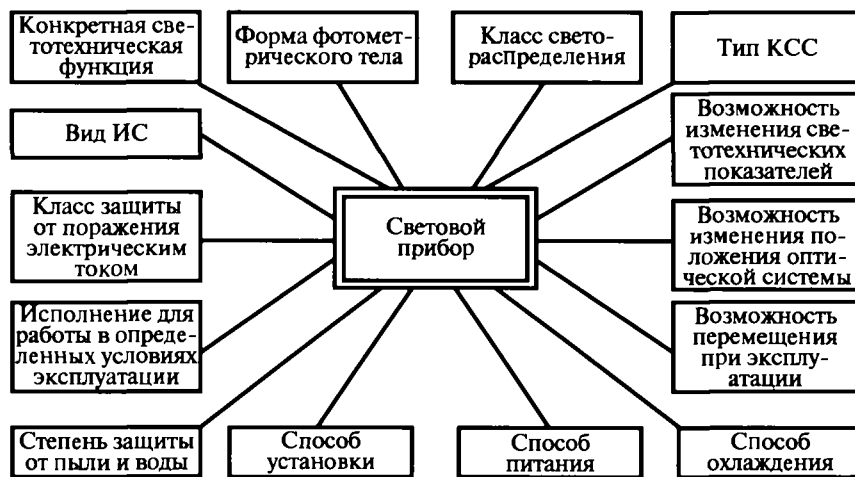 Конкретная све-
тотехническая
функция
Форма фотомет-
рического тела
Класс свето-
распределения
Тип КСС
Вид ИС
Возможность
изменения све-
тотехнических
показателей
Класс защиты
от поражения
электрическим
током
Световой
прибор
Возможность
изменения по-
ложения опти-
ческой системы
Исполнение для
работы в опреде-
ленных условиях
эксплуатации
Возможность
перемещения
при эксплу-
атации
Степень защиты
от пыли и воды
Способ
установки
Способ
питания
Способ
охлаждения